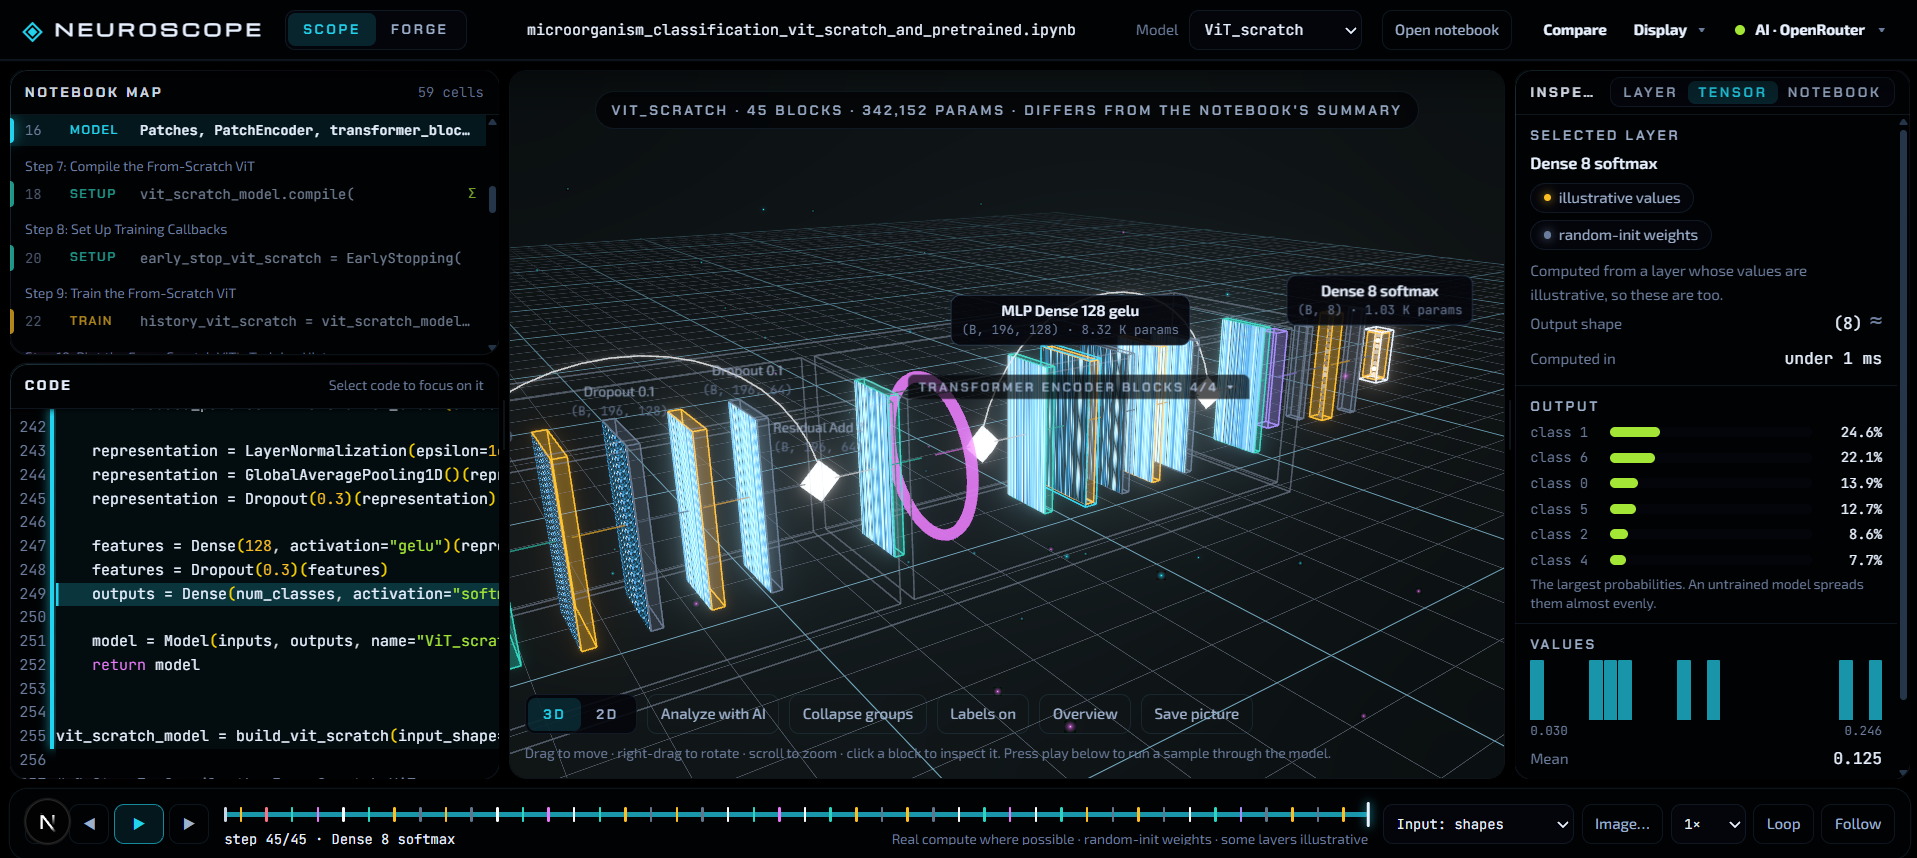 NEUROSCOPE
SCOPE FORGE
microorganism_classification_vit_scratch_and_pretrained.ipynb
Model ViT_scratch
Open notebook
Compare
Display
AI · OpenRouter
NOTEBOOK MAP 59 cells
16 MODEL Patches, PatchEncoder, transformer_bloc…
Step 7: Compile the From-Scratch ViT
18 SETUP vit_scratch_model.compile( Σ
Step 8: Set Up Training Callbacks
20 SETUP early_stop_vit_scratch = EarlyStopping(
Step 9: Train the From-Scratch ViT
22 TRAIN history_vit_scratch = vit_scratch_model…
CODE Select code to focus on it
242
243 representation = LayerNormalization(epsilon=1
244 representation = GlobalAveragePooling1D()(repr
245 representation = Dropout(0.3)(representation)
246
247 features = Dense(128, activation="gelu")(repre
248 features = Dropout(0.3)(features)
249 outputs = Dense(num_classes, activation="soft
250
251 model = Model(inputs, outputs, name="ViT_scra
252 return model
253
254
255 vit_scratch_model = build_vit_scratch(input_shape=
256
VIT_SCRATCH · 45 BLOCKS · 342,152 PARAMS · DIFFERS FROM THE NOTEBOOK'S SUMMARY
MLP Dense 128 gelu
(B, 196, 128) · 8.32 K params
Dense 8 softmax
(B, 8) · 1.03 K params
TRANSFORMER ENCODER BLOCKS 4/4
Dropout 0.1
(B, 196, 64)
Dropout 0.1
(B, 196, 128)
Residual Add
3D 2D
Analyze with AI
Collapse groups
Labels on
Overview
Save picture
Drag to move · right-drag to rotate · scroll to zoom · click a block to inspect it. Press play below to run a sample through the model.
INSPE… LAYER TENSOR NOTEBOOK
SELECTED LAYER
Dense 8 softmax
illustrative values
random-init weights
Computed from a layer whose values are
illustrative, so these are too.
Output shape (8) ≈
Computed in under 1 ms
OUTPUT
class 1 24.6%
class 6 22.1%
class 0 13.9%
class 5 12.7%
class 2 8.6%
class 4 7.7%
The largest probabilities. An untrained model spreads
them almost evenly.
VALUES
0.030 0.246
Mean 0.125
N
step 45/45 · Dense 8 softmax
Real compute where possible · random-init weights · some layers illustrative
Input: shapes
Image…
1×
Loop
Follow